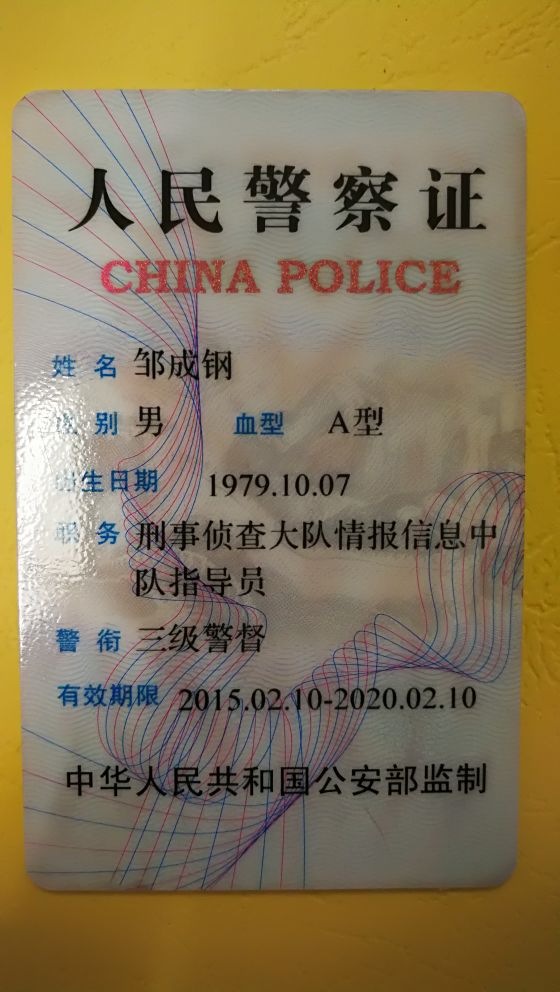 人民警察证
CHINA POLICE
姓 名 邹成钢
性 别 男 血型 A型
出生日期 1979.10.07
职 务 刑事侦查大队情报信息中
队指导员
警 衔 三级警督
有效期限 2015.02.10-2020.02.10
中华人民共和国公安部监制